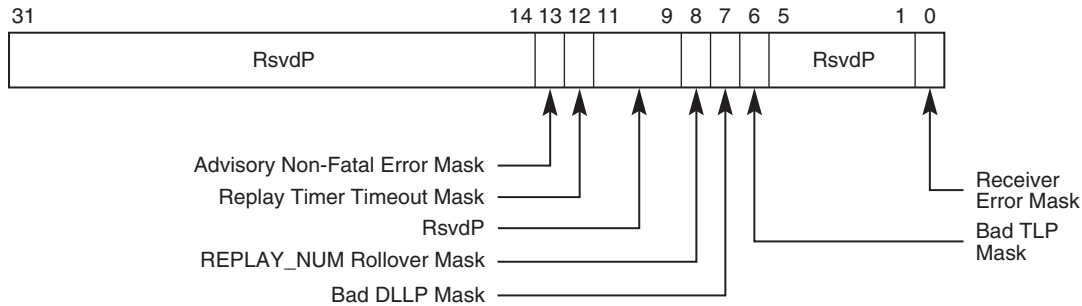 31 14 13 12 11 9 8 7 6 5 1 0
RsvdP RsvdP
Advisory Non-Fatal Error Mask
Replay Timer Timeout Mask
RsvdP
REPLAY_NUM Rollover Mask
Bad DLLP Mask
Receiver
Error Mask
Bad TLP
Mask